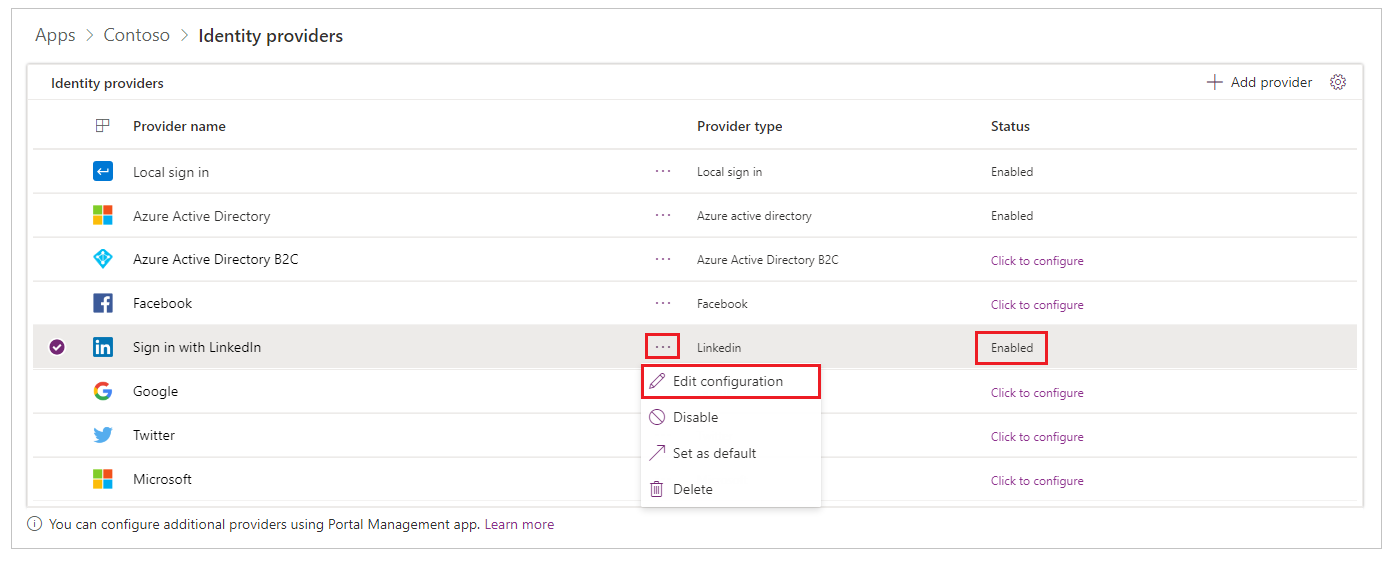 Apps > Contoso > Identity providers
Identity providers
Add provider
Provider name Provider type Status
Local sign in ... Local sign in Enabled
Azure Active Directory ... Azure active directory Enabled
Azure Active Directory B2C ... Azure Active Directory B2C Click to configure
Facebook ... Facebook Click to configure
in Sign in with LinkedIn ... Linkedin Enabled
Edit configuration
Google Click to configure
Disable
Twitter Click to configure
Set as default
Microsoft Click to configure
Delete
You can configure additional providers using Portal Management app. Learn more